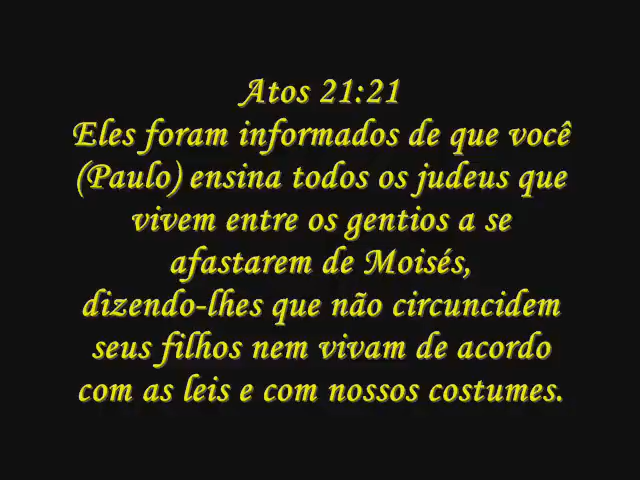 Atos 21:21
Eles foram informados de que você
(Paulo) ensina todos os judeus que
vivem entre os gentios a se
afastarem de Moisés,
dizendo-lhes que não circuncidem
seus filhos nem vivam de acordo
com as leis e com nossos costumes.